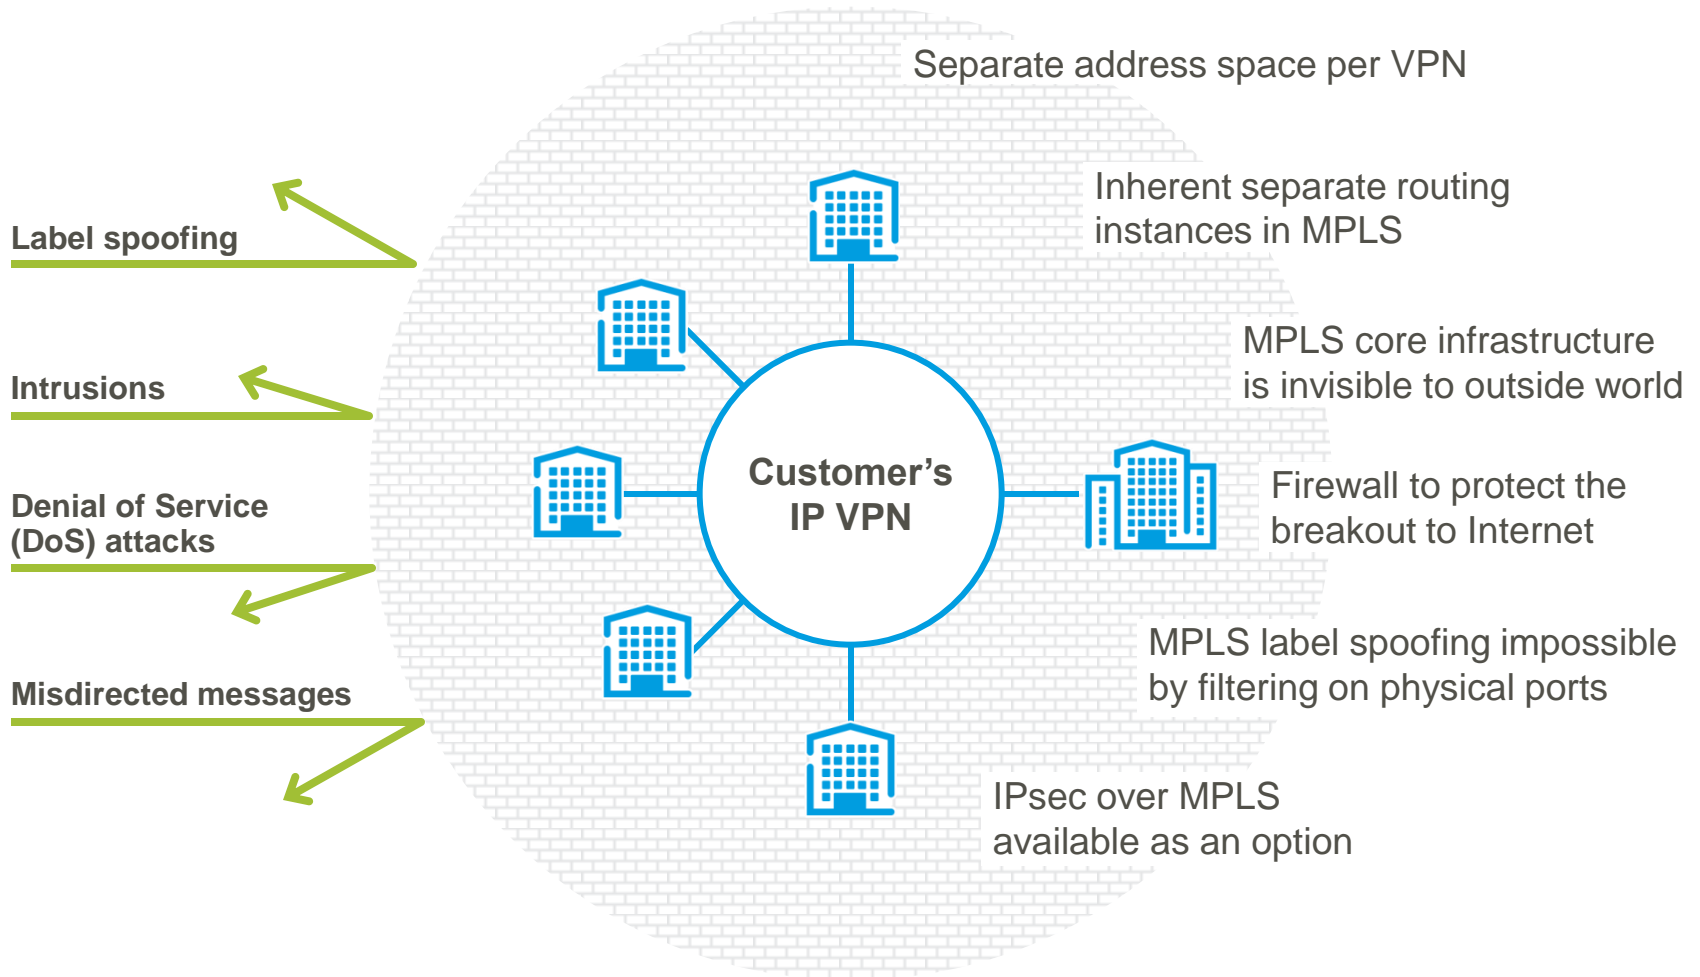 Separate address space per VPN
Inherent separate routing
instances in MPLS
Label spoofing
MPLS core infrastructure
is invisible to outside world
Intrusions
Customer’s
IP VPN
Firewall to protect the
breakout to Internet
Denial of Service
(DoS) attacks
MPLS label spoofing impossible
by filtering on physical ports
Misdirected messages
IPsec over MPLS
available as an option